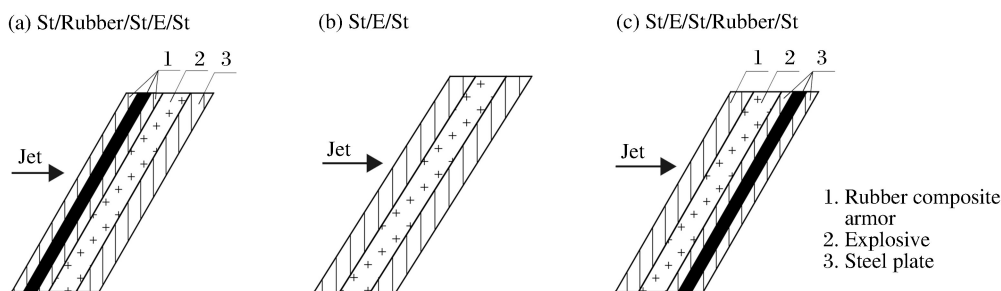 (a) St/Rubber/St/E/St
1 2 3
Jet
(b) St/E/St
Jet
(c) St/E/St/Rubber/St
1 2 3
Jet
1. Rubber composite
armor
2. Explosive
3. Steel plate